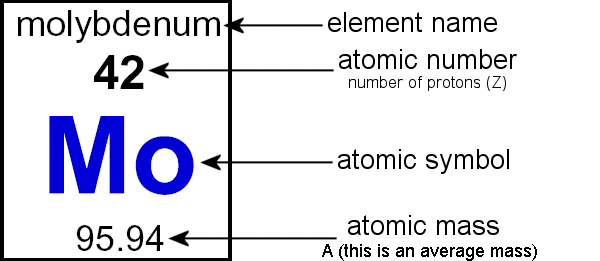 molybdenum element name
42 atomic number
number of protons (Z)
Mo atomic symbol
95.94 atomic mass
A (this is an average mass)